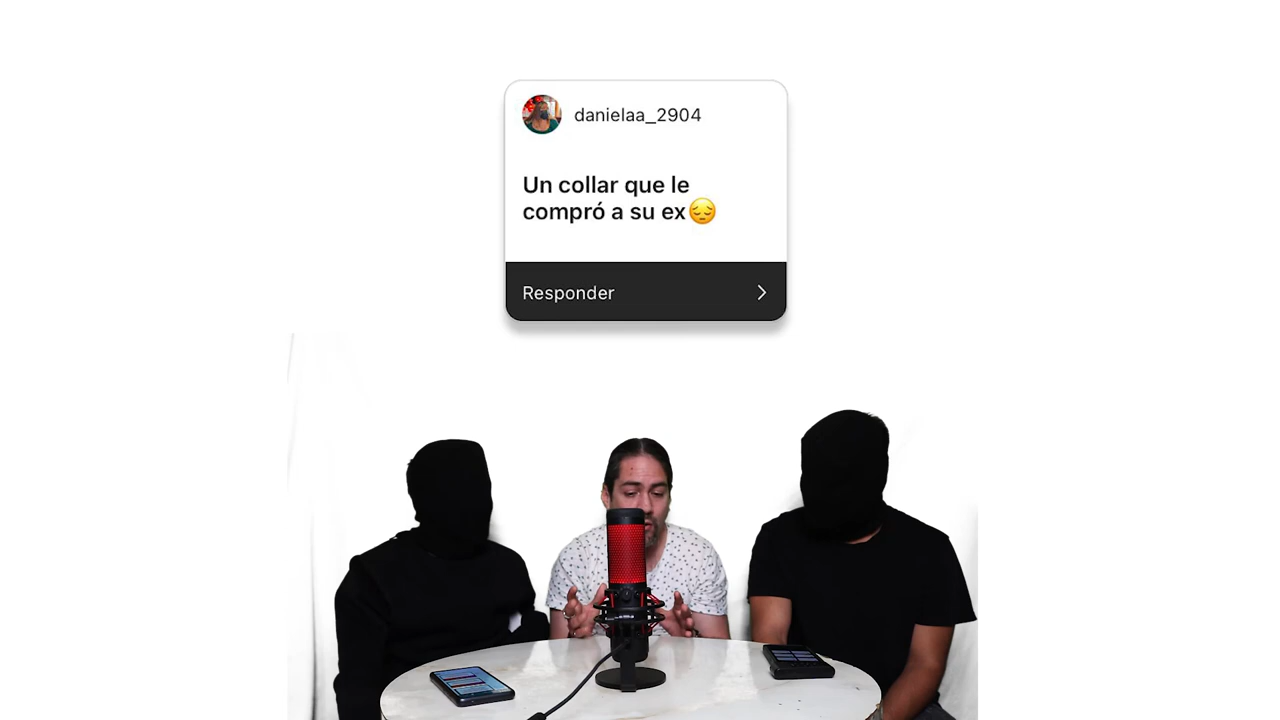 danielaa_2904
Un collar que le
compró a su ex😔
Responder